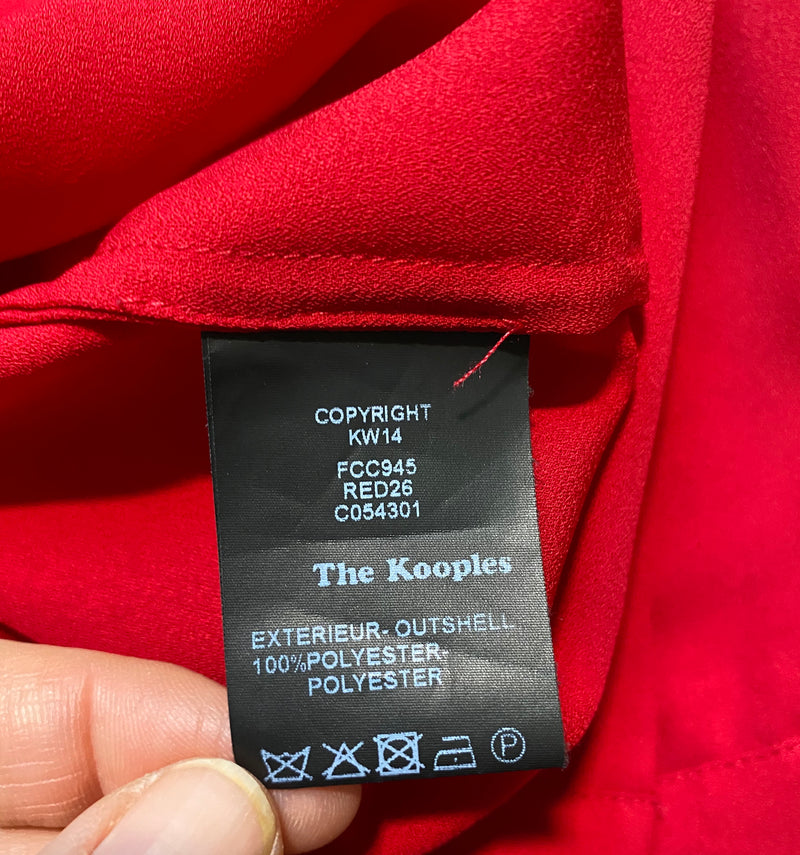 COPYRIGHT
KW14
FCC945
RED26
C054301
The Kooples
EXTERIEUR- OUTSHELL
100%POLYESTER-
POLYESTER
P